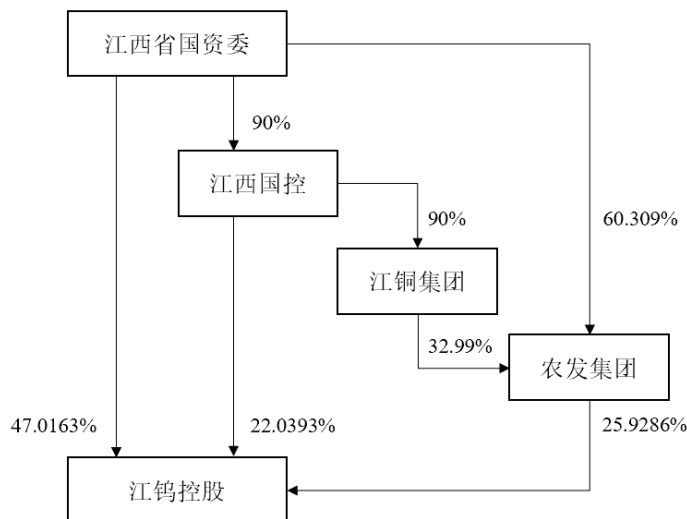 江西省国资委
90%
江西国控
90%
60.309%
江铜集团
32.99%
农发集团
47.0163%
22.0393%
25.9286%
江钨控股